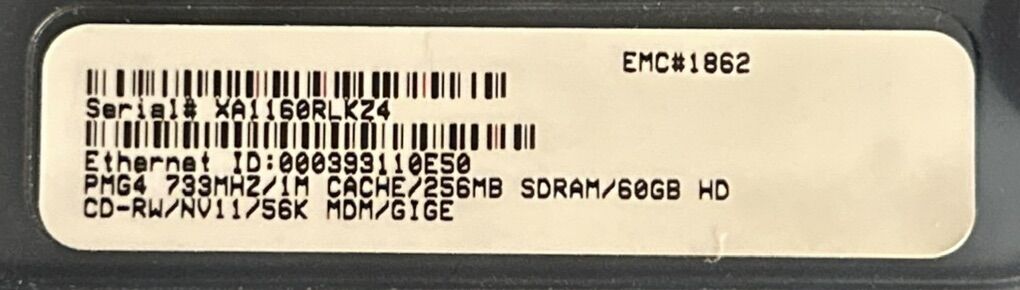 EMC#1862
Serial# XA1160RLKZ4
Ethernet ID:000393110E50
PMG4 733MHZ/1M CACHE/256MB SDRAM/60GB HD
CD-RW/NV11/56K MDM/GIGE